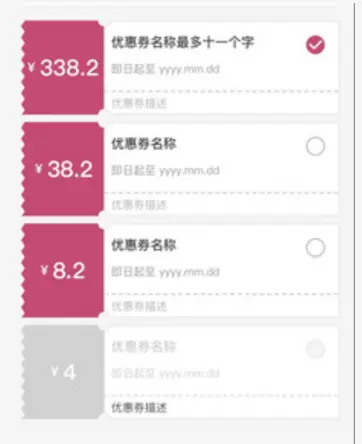 ¥ 338.2
优惠券名称最多十一个字
即日起至 yyyy.mm.dd
优惠券描述
¥ 38.2
优惠券名称
即日起至 yyyy.mm.dd
优惠券描述
¥ 8.2
优惠券名称
即日起至 yyyy.mm.dd
优惠券描述
¥ 4
优惠券名称
即日起至 yyyy.mm.dd
优惠券描述